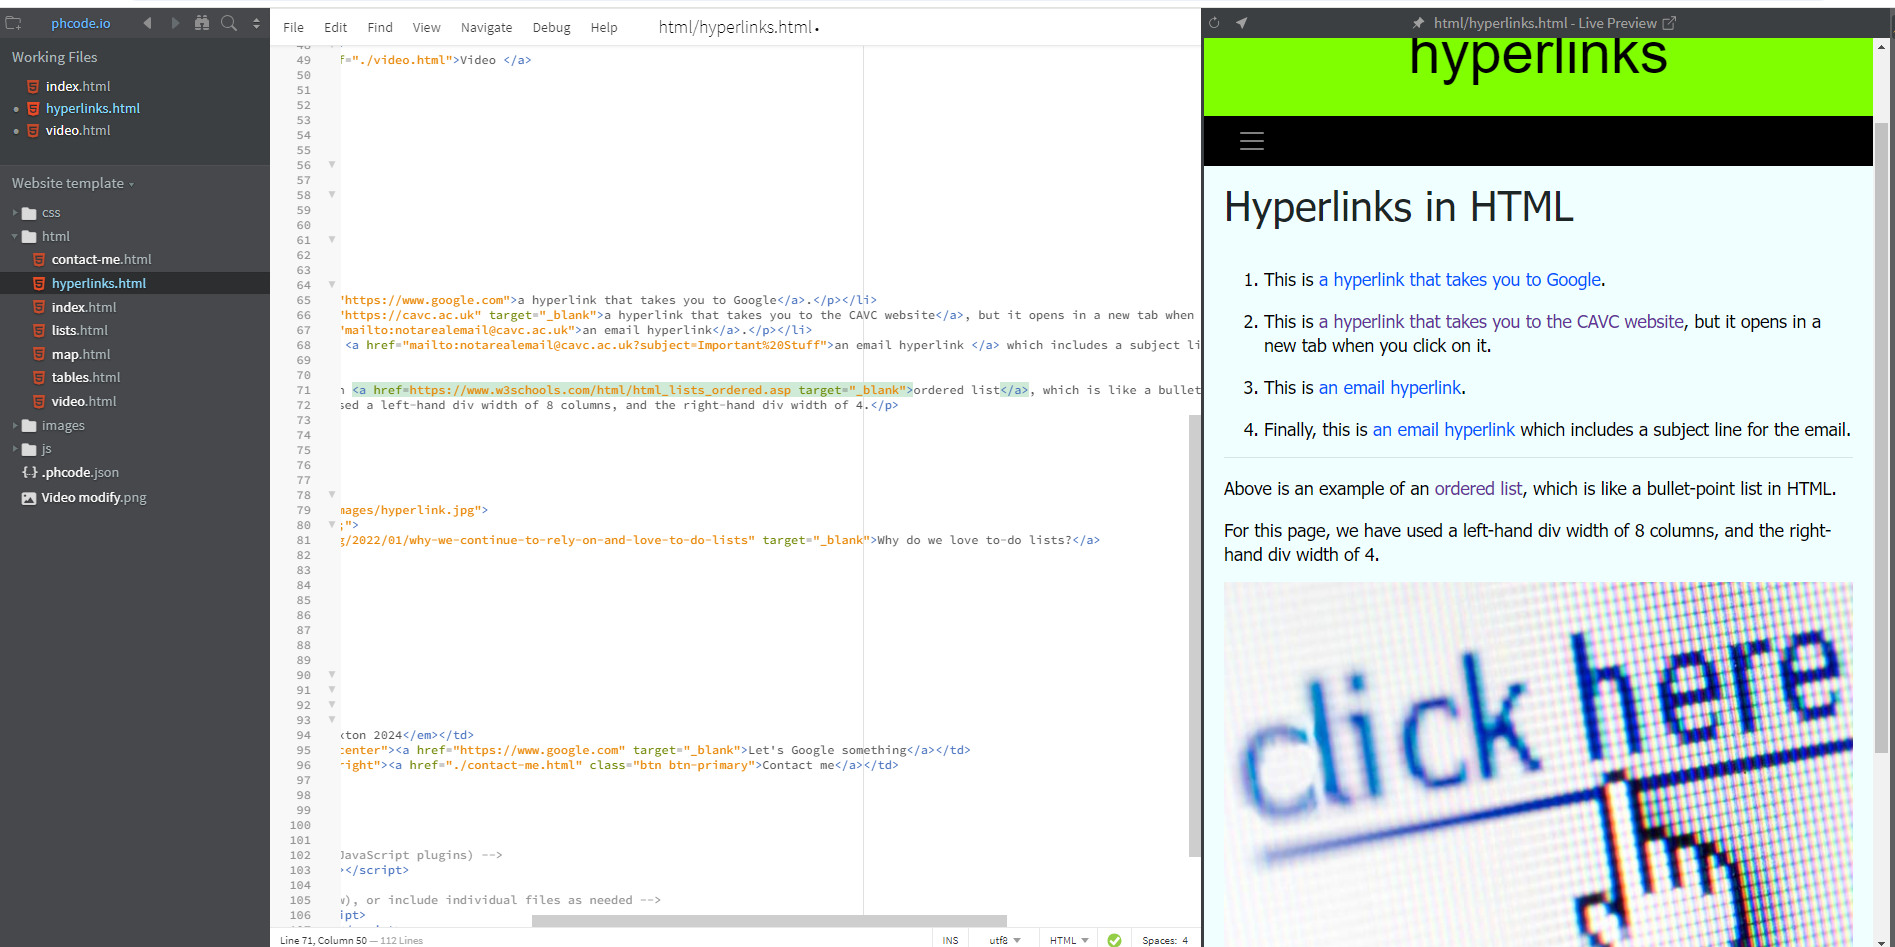 phcode.io
Working Files
index.html
hyperlinks.html
video.html
Website template
css
html
contact-me.html
hyperlinks.html
index.html
lists.html
map.html
tables.html
video.html
images
js
.phcode.json
Video modify.png
File Edit Find View Navigate Debug Help html/hyperlinks.html •
48
49 f="./video.html">Video </a>
50
51
52
53
54
55
56
57
58
59
60
61
62
63
64
65 "https://www.google.com">a hyperlink that takes you to Google</a>.</p></li>
66 "https://cavc.ac.uk" target="_blank">a hyperlink that takes you to the CAVC website</a>, but it opens in a new tab when
67 "mailto:notarealemail@cavc.ac.uk">an email hyperlink</a>.</p></li>
68 <a href="mailto:notarealemail@cavc.ac.uk?subject=Important%20Stuff">an email hyperlink </a> which includes a subject li
69
70
71 n <a href=https://www.w3schools.com/html/html_lists_ordered.asp target="_blank">ordered list</a>, which is like a bullet
72 sed a left-hand div width of 8 columns, and the right-hand div width of 4.</p>
73
74
75
76
77
78
79 mages/hyperlink.jpg">
80 ;">
81 g/2022/01/why-we-continue-to-rely-on-and-love-to-do-lists" target="_blank">Why do we love to-do lists?</a>
82
83
84
85
86
87
88
89
90
91
92
93
94 xton 2024</em></td>
95 center"><a href="https://www.google.com" target="_blank">Let's Google something</a></td>
96 right"><a href="./contact-me.html" class="btn btn-primary">Contact me</a></td>
97
98
99
100
101
102 JavaScript plugins) -->
103 ></script>
104
105 w), or include individual files as needed -->
106 ipt>
Line 71, Column 50 — 112 Lines
INS utf8 HTML Spaces: 4
html/hyperlinks.html - Live Preview
hyperlinks
Hyperlinks in HTML
1. This is a hyperlink that takes you to Google.
2. This is a hyperlink that takes you to the CAVC website, but it opens in a
new tab when you click on it.
3. This is an email hyperlink.
4. Finally, this is an email hyperlink which includes a subject line for the email.
Above is an example of an ordered list, which is like a bullet-point list in HTML.
For this page, we have used a left-hand div width of 8 columns, and the right-
hand div width of 4.
click here